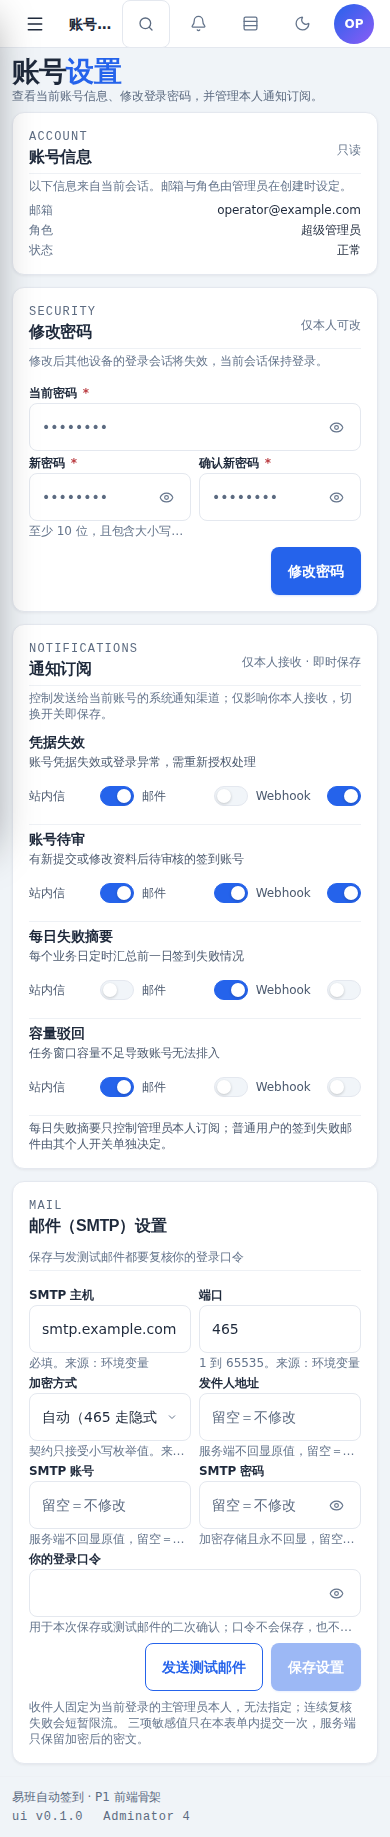 账号...
OP
账号设置
查看当前账号信息、修改登录密码，并管理本人通知订阅。
ACCOUNT
账号信息
只读
以下信息来自当前会话。邮箱与角色由管理员在创建时设定。
邮箱 operator@example.com
角色 超级管理员
状态 正常
SECURITY
修改密码
仅本人可改
修改后其他设备的登录会话将失效，当前会话保持登录。
当前密码 *
••••••••
新密码 * 确认新密码 *
•••••••• ••••••••
至少 10 位，且包含大小写…
修改密码
NOTIFICATIONS
通知订阅
仅本人接收 · 即时保存
控制发送给当前账号的系统通知渠道；仅影响你本人接收，切
换开关即保存。
凭据失效
账号凭据失效或登录异常，需重新授权处理
站内信 邮件 Webhook
账号待审
有新提交或修改资料后待审核的签到账号
站内信 邮件 Webhook
每日失败摘要
每个业务日定时汇总前一日签到失败情况
站内信 邮件 Webhook
容量驳回
任务窗口容量不足导致账号无法排入
站内信 邮件 Webhook
每日失败摘要只控制管理员本人订阅；普通用户的签到失败邮
件由其个人开关单独决定。
MAIL
邮件（SMTP）设置
保存与发测试邮件都要复核你的登录口令
SMTP 主机 端口
smtp.example.com 465
必填。来源：环境变量 1 到 65535。来源：环境变量
加密方式 发件人地址
自动（465 走隐式 留空＝不修改
契约只接受小写枚举值。来… 服务端不回显原值，留空＝…
SMTP 账号 SMTP 密码
留空＝不修改 留空＝不修改
服务端不回显原值，留空＝… 加密存储且永不回显，留空…
你的登录口令
用于本次保存或测试邮件的二次确认；口令不会保存，也不…
发送测试邮件 保存设置
收件人固定为当前登录的主管理员本人，无法指定；连续复核
失败会短暂限流。 三项敏感值只在本表单内提交一次，服务端
只保留加密后的密文。
易班自动签到 · P1 前端骨架
ui v0.1.0 Adminator 4